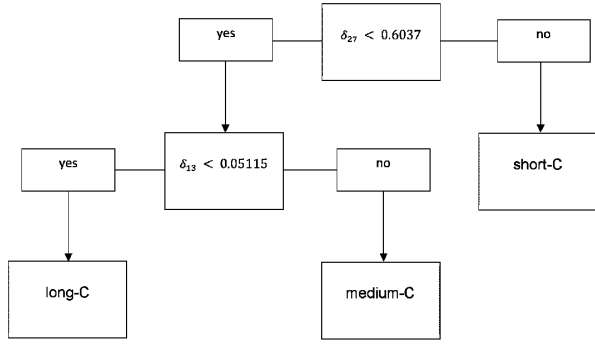 yes
δ₂₇ < 0.6037
no
yes
δ₁₃ < 0.05115
no
short-C
long-C
medium-C